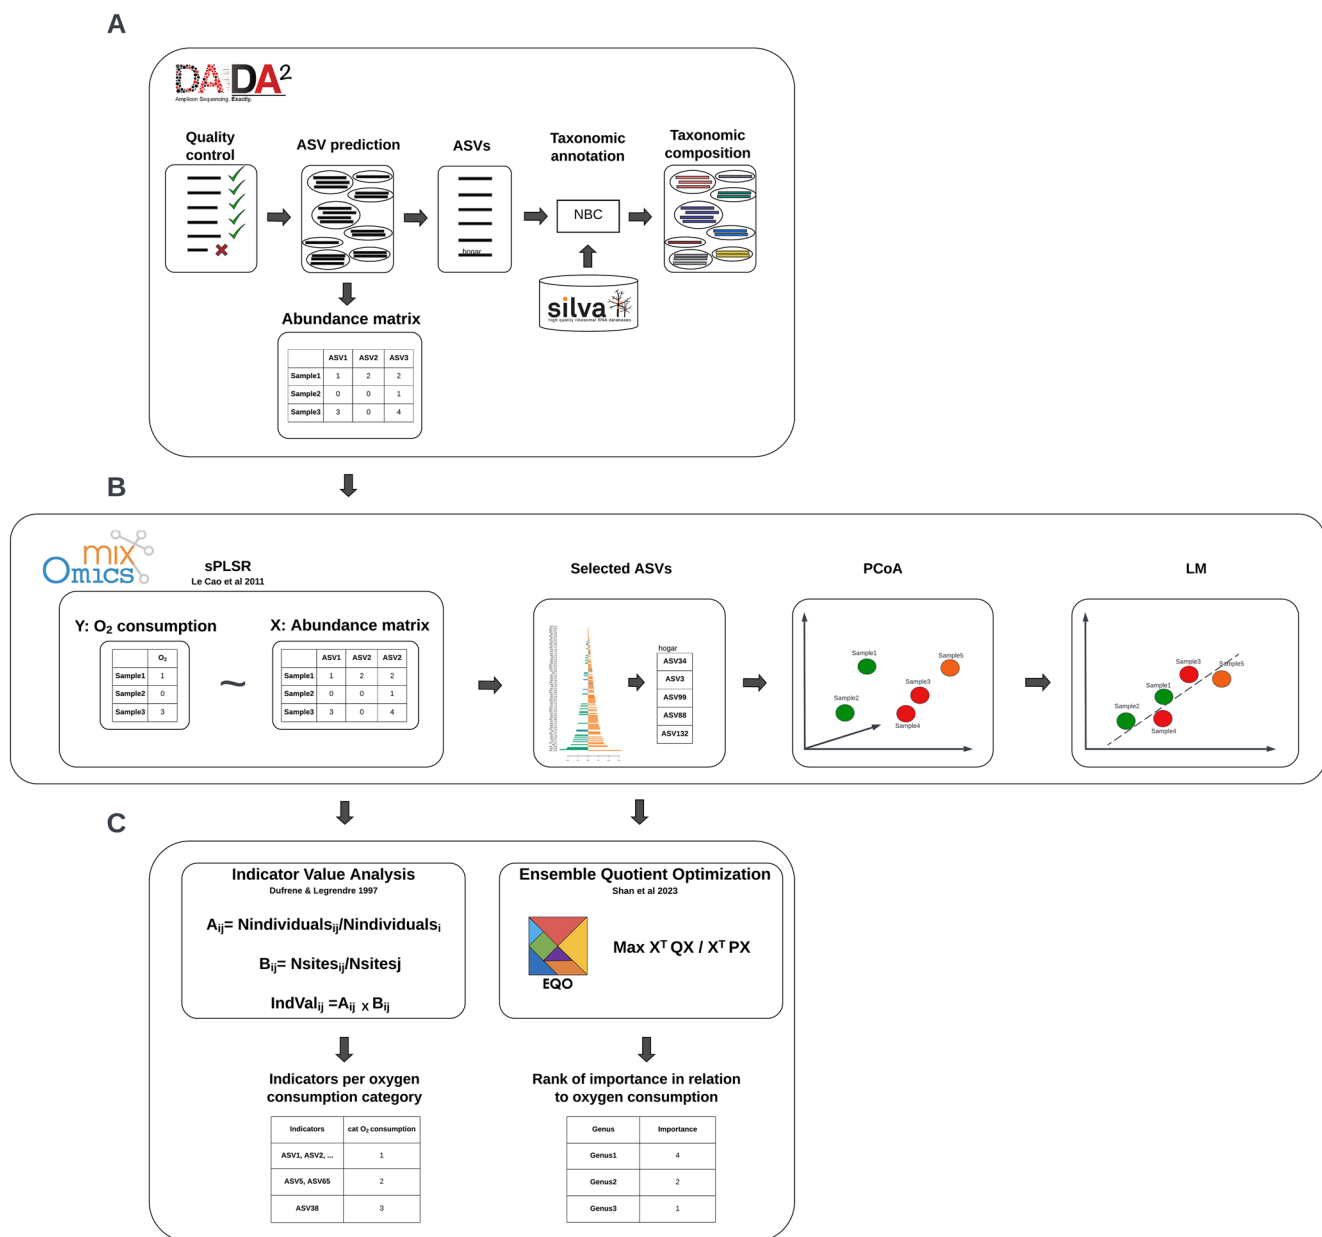 A
DADA2
Amplicon Sequencing. Exactly.
Quality
control
ASV prediction
ASVs
Taxonomic
annotation
Taxonomic
composition
NBC
hogar
silva
high quality ribosomal RNA databases
Abundance matrix
ASV1 ASV2 ASV3
Sample1 1 2 2
Sample2 0 0 1
Sample3 3 0 4
B
mix
Omics
sPLSR
Le Cao et al 2011
Selected ASVs
PCoA
LM
Y: O₂ consumption
X: Abundance matrix
O₂
Sample1 1
Sample2 0
Sample3 3
~
ASV1 ASV2 ASV2
Sample1 1 2 2
Sample2 0 0 1
Sample3 3 0 4
hogar
ASV34
ASV3
ASV99
ASV88
ASV132
Sample1
Sample5
Sample3
Sample2
Sample4
Sample3
Sample5
Sample1
Sample2
Sample4
C
Indicator Value Analysis
Dufrene & Legrendre 1997
Aij= Nindividualsij/Nindividualsi
Bij= Nsitesij/Nsitesj
IndValij =Aij X Bij
Ensemble Quotient Optimization
Shan et al 2023
Max Xᵀ QX / Xᵀ PX
EQO
Indicators per oxygen
consumption category
Indicators cat O₂ consumption
ASV1, ASV2, ... 1
ASV5, ASV65 2
ASV38 3
Rank of importance in relation
to oxygen consumption
Genus Importance
Genus1 4
Genus2 2
Genus3 1